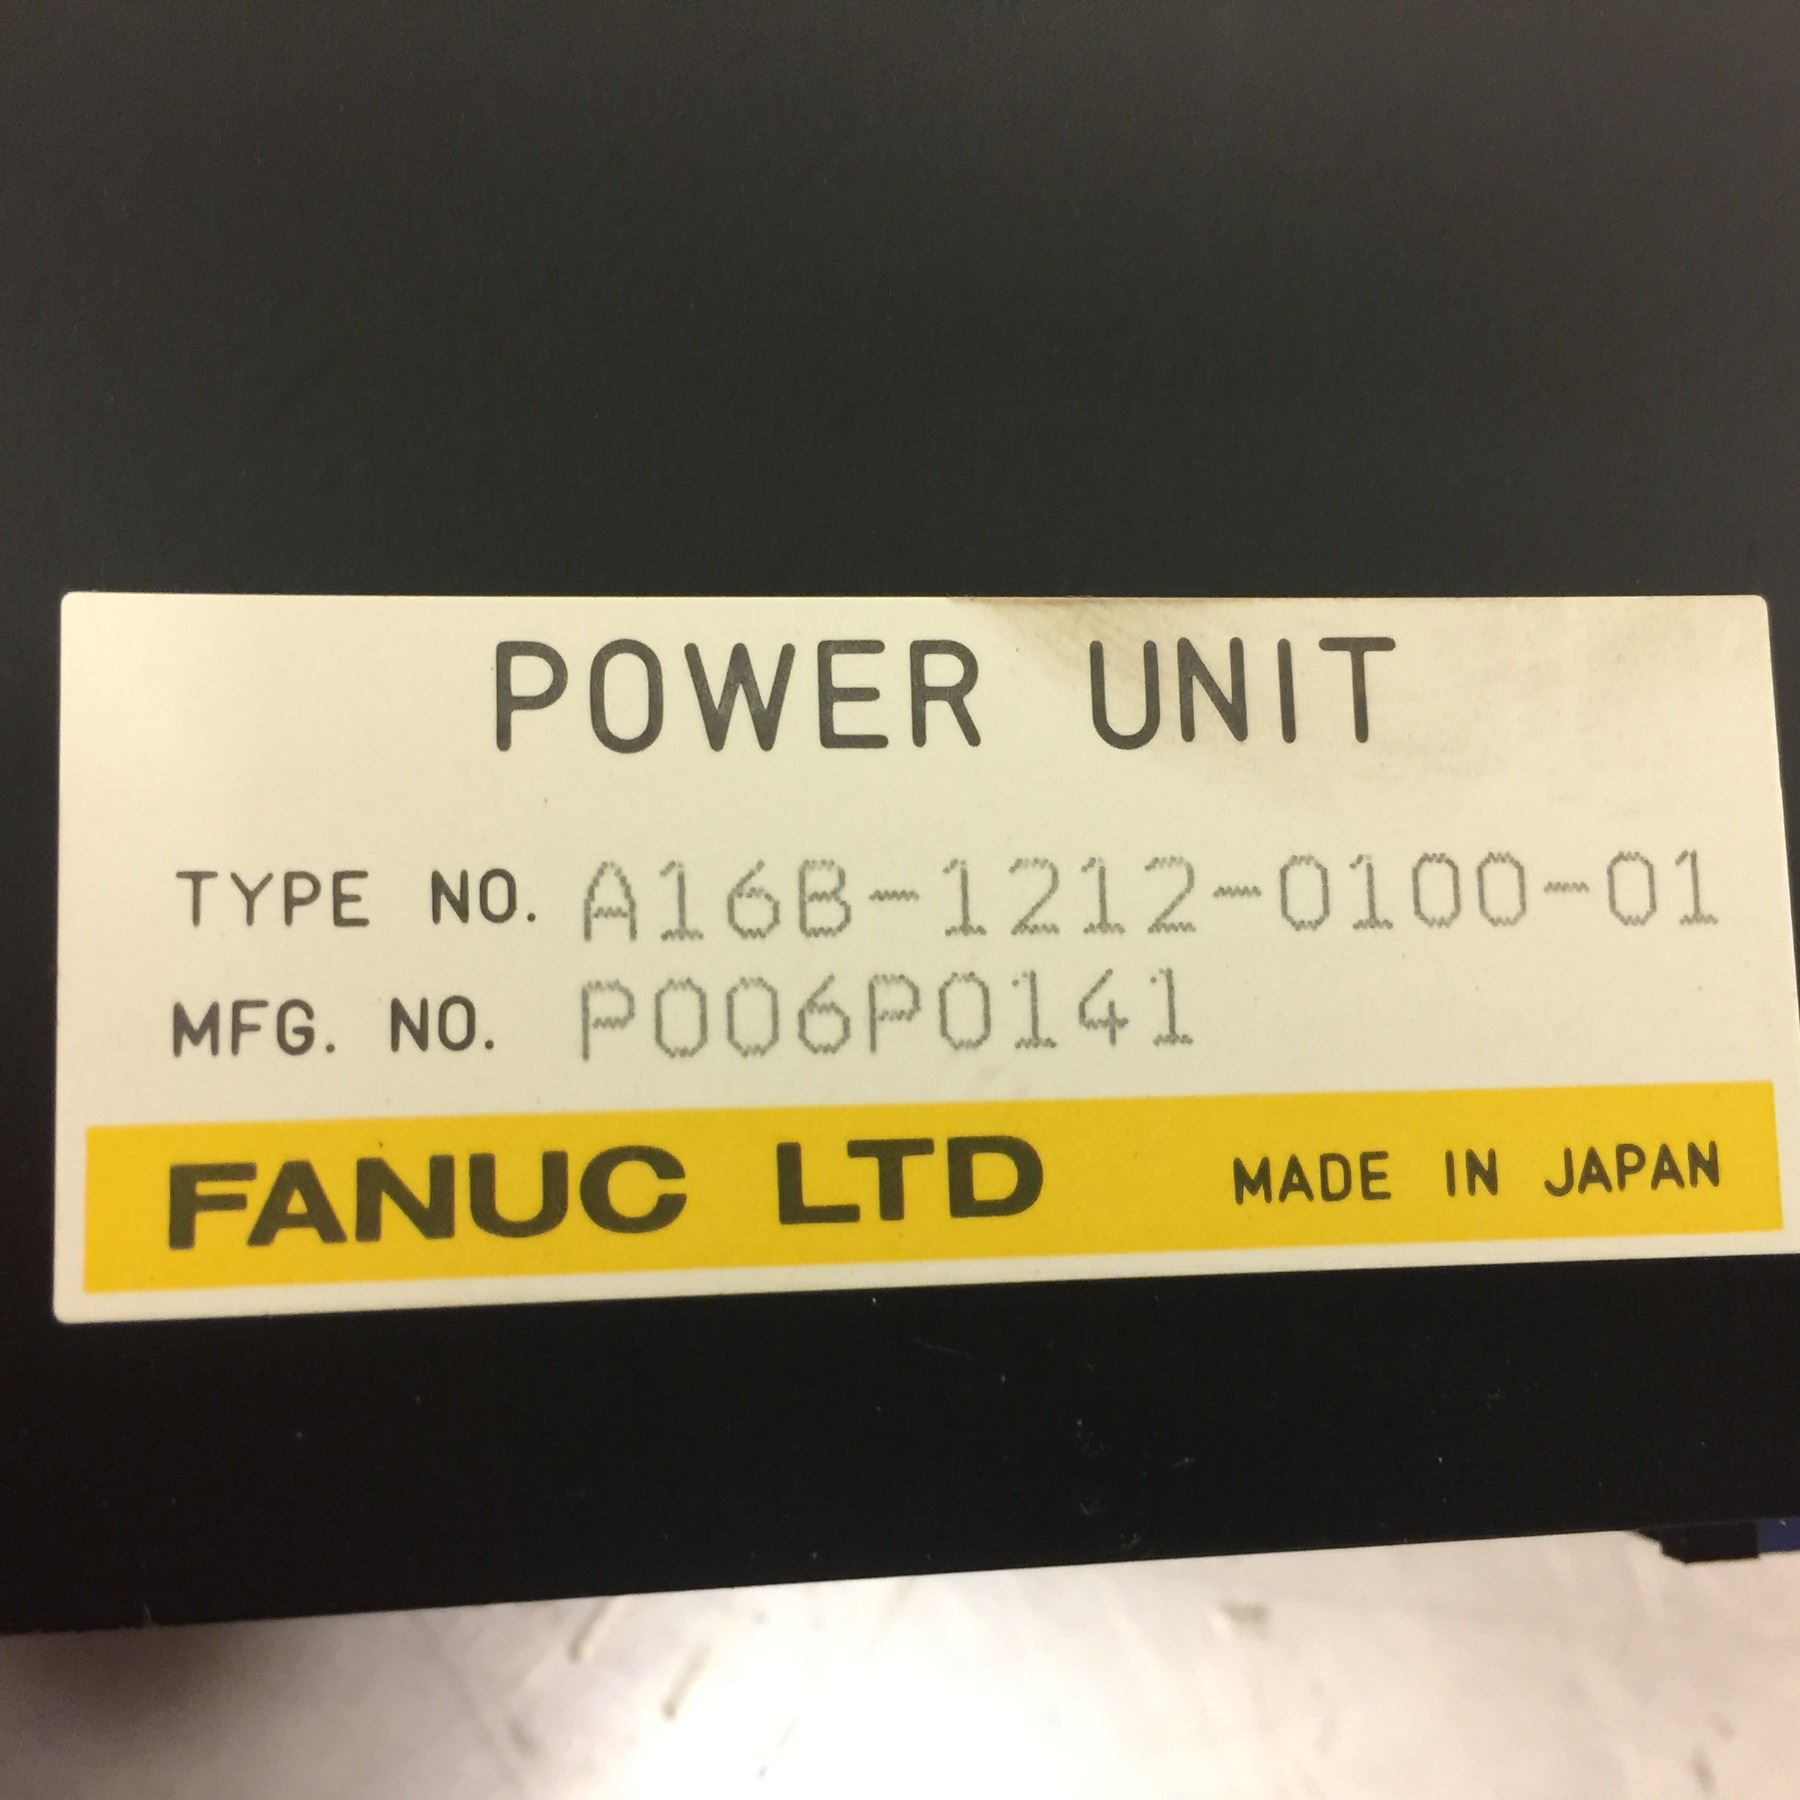 POWER UNIT
TYPE NO. A16B-1212-0100-01
MFG. NO. P006P0141
FANUC LTD MADE IN JAPAN